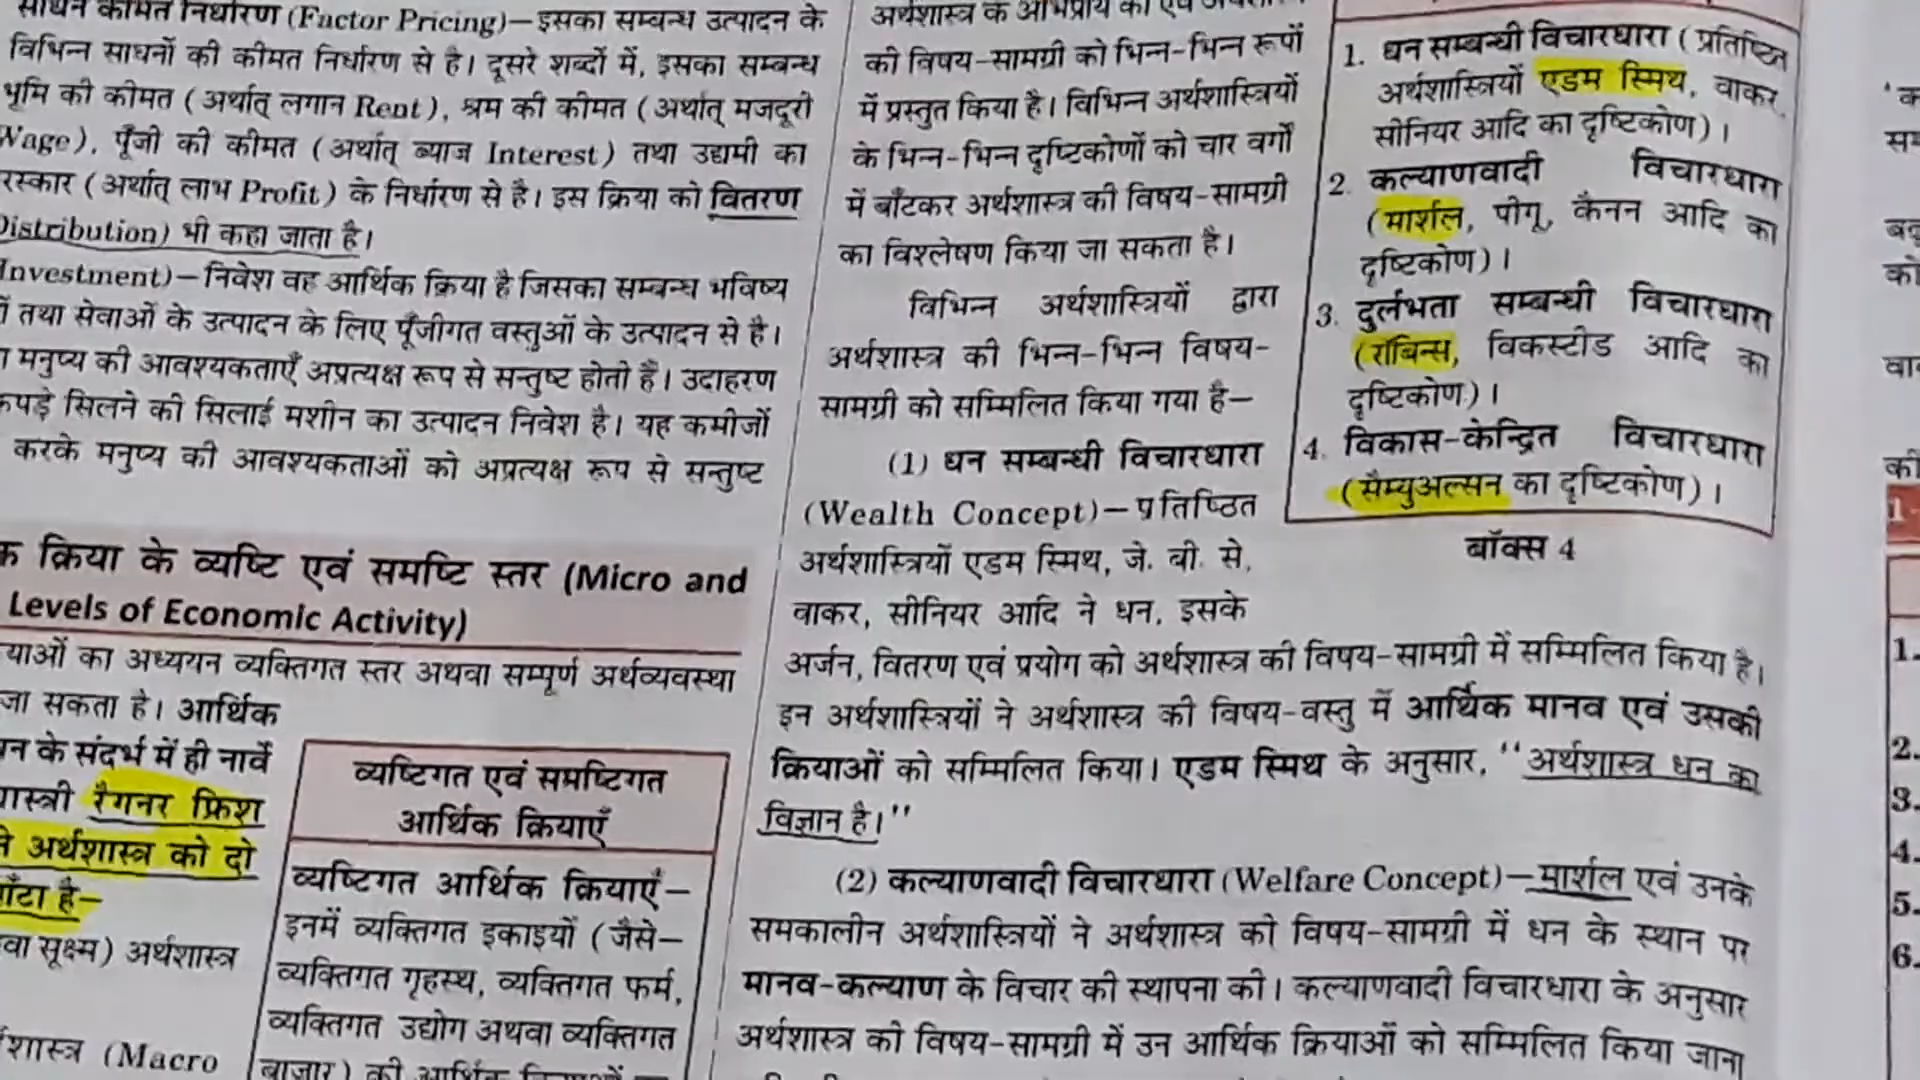 साधन कीमत निर्धारण (Factor Pricing)—इसका सम्बन्ध उत्पादन के
विभिन्न साधनों की कीमत निर्धारण से है। दूसरे शब्दों में, इसका सम्बन्ध
भूमि की कीमत (अर्थात् लगान Rent), श्रम की कीमत (अर्थात् मजदूरी
Wage), पूँजी की कीमत (अर्थात् ब्याज Interest) तथा उद्यमी का
रस्कार (अर्थात् लाभ Profit) के निर्धारण से है। इस क्रिया को वितरण
Distribution) भी कहा जाता है।
Investment)—निवेश वह आर्थिक क्रिया है जिसका सम्बन्ध भविष्य
तथा सेवाओं के उत्पादन के लिए पूँजीगत वस्तुओं के उत्पादन से है।
मनुष्य की आवश्यकताएँ अप्रत्यक्ष रूप से सन्तुष्ट होती हैं। उदाहरण
कपड़े सिलने की सिलाई मशीन का उत्पादन निवेश है। यह कमीजों
करके मनुष्य की आवश्यकताओं को अप्रत्यक्ष रूप से सन्तुष्ट
क क्रिया के व्यष्टि एवं समष्टि स्तर (Micro and
Levels of Economic Activity)
याओं का अध्ययन व्यक्तिगत स्तर अथवा सम्पूर्ण अर्थव्यवस्था
जा सकता है। आर्थिक
के संदर्भ में ही नार्वे
शास्त्री रैगनर फ्रिश
ने अर्थशास्त्र को दो
बाँटा है—
वा सूक्ष्म) अर्थशास्त्र
शास्त्र (Macro
व्यष्टिगत एवं समष्टिगत
आर्थिक क्रियाएँ
व्यष्टिगत आर्थिक क्रियाएँ—
इनमें व्यक्तिगत इकाइयों (जैसे—
व्यक्तिगत गृहस्थ, व्यक्तिगत फर्म,
व्यक्तिगत उद्योग अथवा व्यक्तिगत
बाजार) की आर्थिक
अर्थशास्त्र के अभिप्राय की एवं
की विषय-सामग्री को भिन्न-भिन्न रूपों
में प्रस्तुत किया है। विभिन्न अर्थशास्त्रियों
के भिन्न-भिन्न दृष्टिकोणों को चार वर्गों
में बाँटकर अर्थशास्त्र की विषय-सामग्री
का विश्लेषण किया जा सकता है।
विभिन्न अर्थशास्त्रियों द्वारा
अर्थशास्त्र की भिन्न-भिन्न विषय-
सामग्री को सम्मिलित किया गया है—
(1) धन सम्बन्धी विचारधारा
(Wealth Concept)—प्रतिष्ठित
अर्थशास्त्रियों एडम स्मिथ, जे. बी. से,
वाकर, सीनियर आदि ने धन, इसके
अर्जन, वितरण एवं प्रयोग को अर्थशास्त्र की विषय-सामग्री में सम्मिलित किया है।
इन अर्थशास्त्रियों ने अर्थशास्त्र की विषय-वस्तु में आर्थिक मानव एवं उसकी
क्रियाओं को सम्मिलित किया। एडम स्मिथ के अनुसार, "अर्थशास्त्र धन का
विज्ञान है।"
(2) कल्याणवादी विचारधारा (Welfare Concept)—मार्शल एवं उनके
समकालीन अर्थशास्त्रियों ने अर्थशास्त्र की विषय-सामग्री में धन के स्थान पर
मानव-कल्याण के विचार की स्थापना की। कल्याणवादी विचारधारा के अनुसार
अर्थशास्त्र की विषय-सामग्री में उन आर्थिक क्रियाओं को सम्मिलित किया जाना
1. धन सम्बन्धी विचारधारा (प्रतिष्ठित
अर्थशास्त्रियों एडम स्मिथ, वाकर,
सीनियर आदि का दृष्टिकोण)।
2. कल्याणवादी विचारधारा
(मार्शल, पीगू, कैनन आदि का
दृष्टिकोण)।
3. दुर्लभता सम्बन्धी विचारधारा
(रॉबिन्स, विकस्टीड आदि का
दृष्टिकोण)।
4. विकास-केन्द्रित विचारधारा
(सैम्युअल्सन का दृष्टिकोण)।
बॉक्स 4
को
की
1.
2.
3.
4.
5.
6.